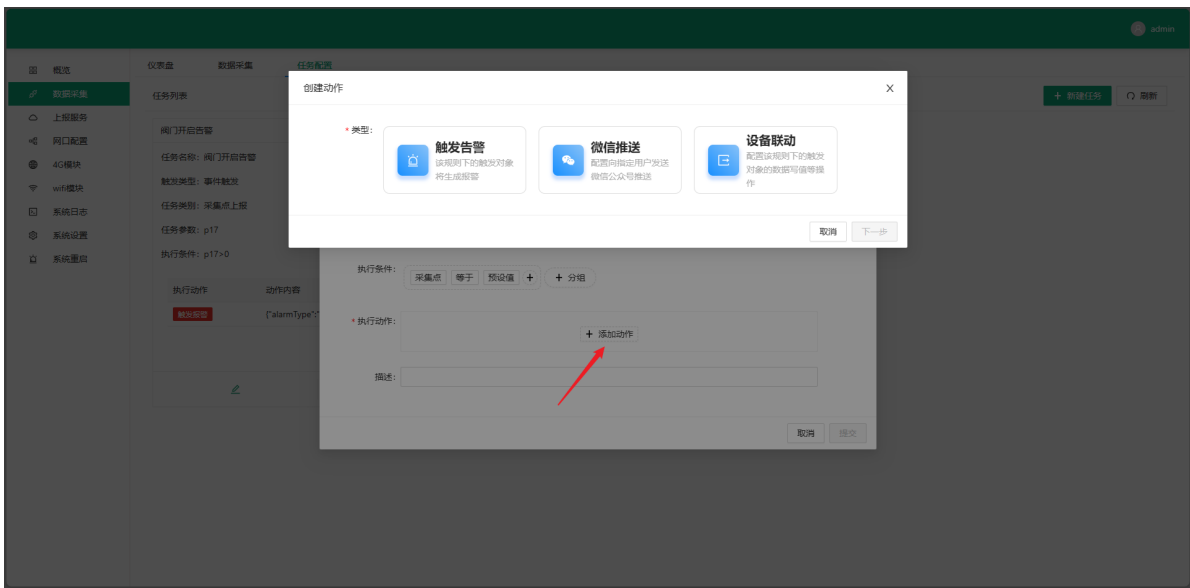 admin
概览
仪表盘 数据采集 任务配置
数据采集
任务列表
+ 新建任务 刷新
创建动作 X
上报服务
网口配置
4G模块
wifi模块
系统日志
系统设置
系统重启
阀门开启告警
任务名称: 阀门开启告警
触发类型: 事件触发
任务类别: 采集点上报
任务参数: p17
执行条件: p17>0
执行动作 动作内容
触发报警 {"alarmType":"
* 类型:
触发告警
该规则下的触发对象
将生成报警
微信推送
配置向指定用户发送
微信公众号推送
设备联动
配置该规则下的触发
对象的数据写值等操
作
取消 下一步
执行条件: 采集点 等于 预设值 + + 分组
* 执行动作: + 添加动作
描述:
取消 提交